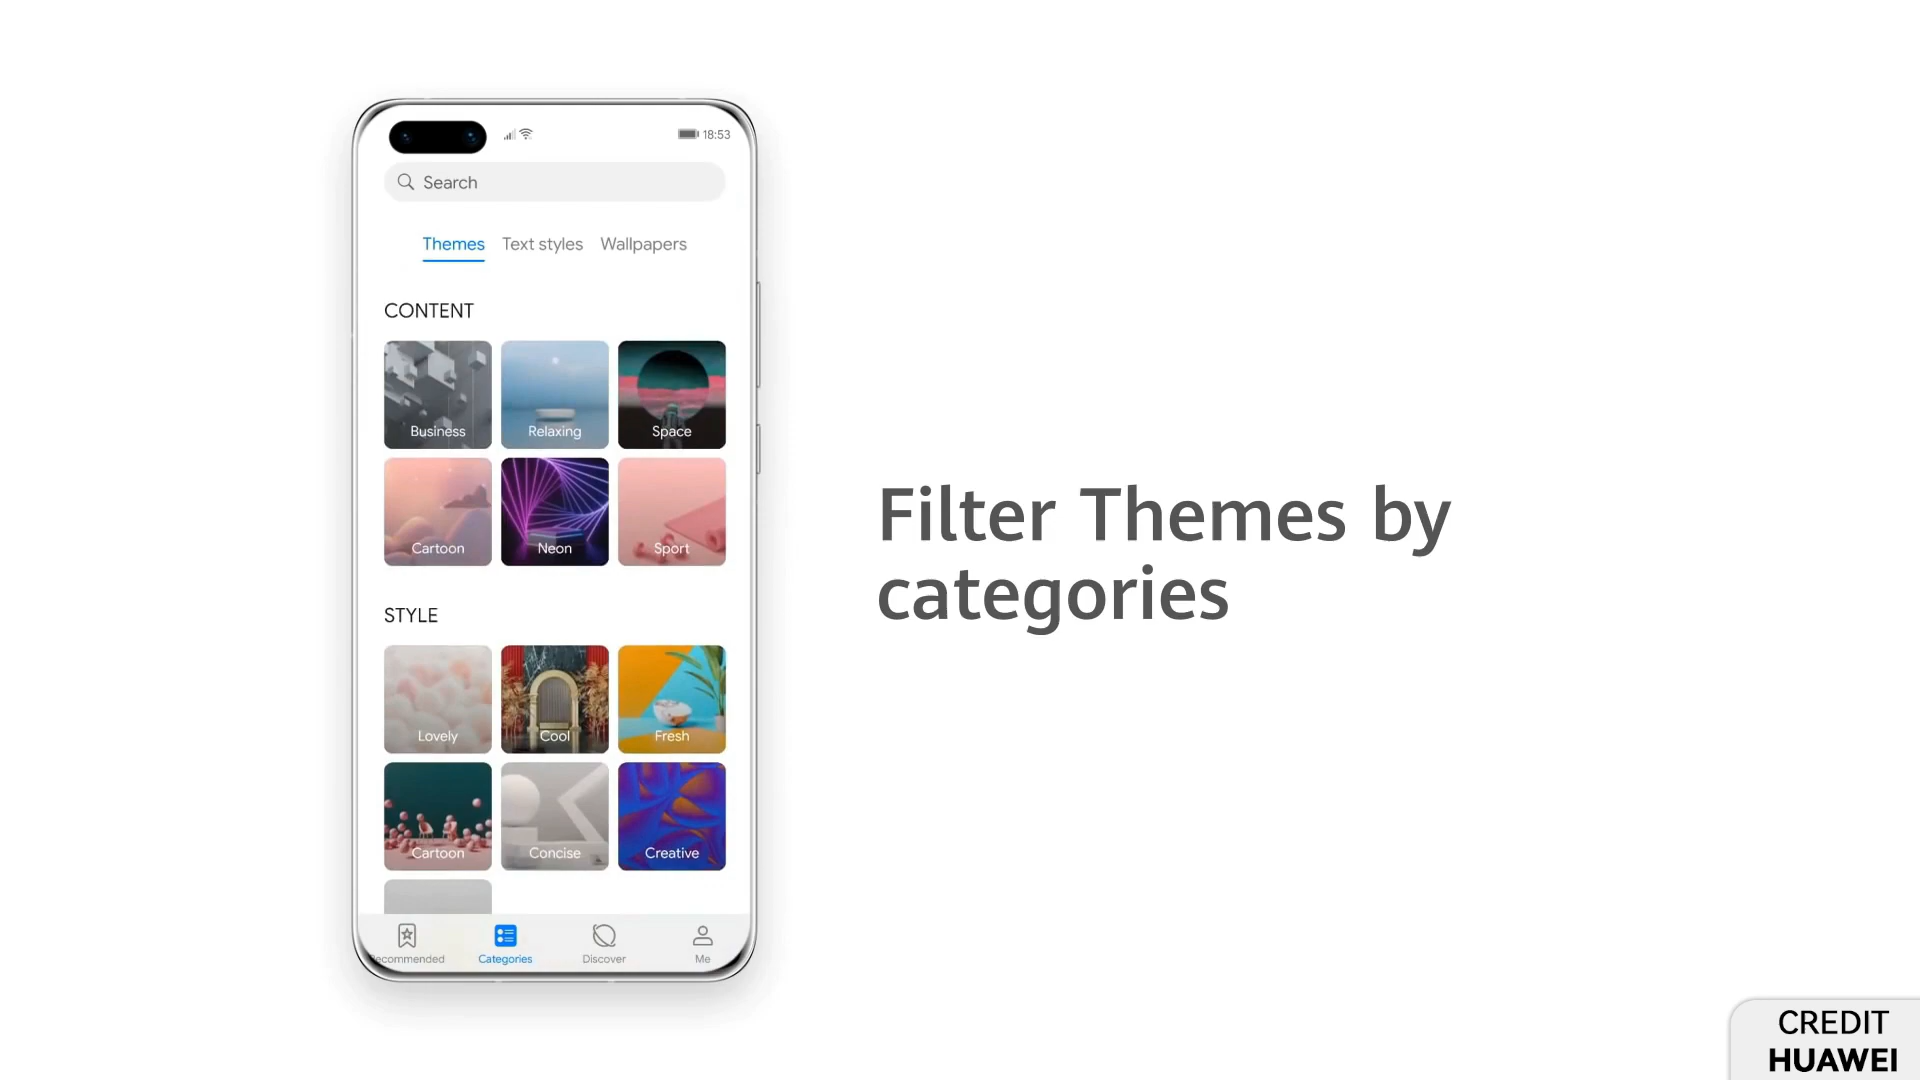 18:53
Search
Themes Text styles Wallpapers
CONTENT
Business Relaxing Space
Cartoon Neon Sport
STYLE
Lovely Cool Fresh
Cartoon Concise Creative
Recommended Categories Discover Me
Filter Themes by
categories
CREDIT
HUAWEI